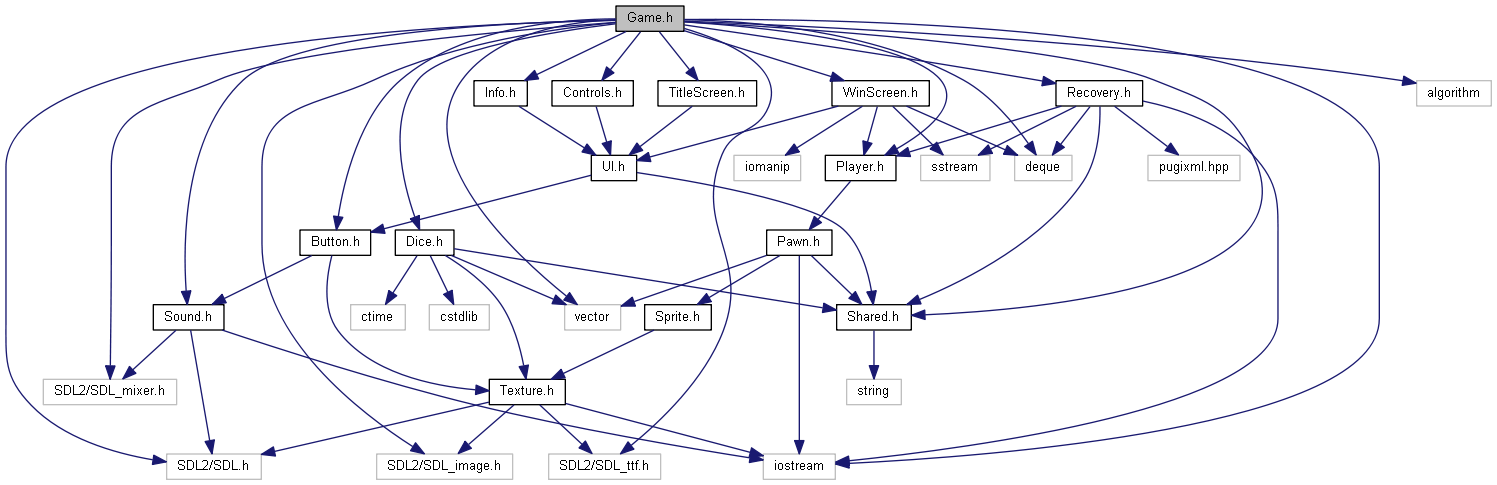 Game.h
Info.h
Controls.h
TitleScreen.h
WinScreen.h
Recovery.h
algorithm
UI.h
iomanip
Player.h
sstream
deque
pugixml.hpp
Button.h
Dice.h
Pawn.h
Sound.h
ctime
cstdlib
vector
Sprite.h
Shared.h
SDL2/SDL_mixer.h
Texture.h
string
SDL2/SDL.h
SDL2/SDL_image.h
SDL2/SDL_ttf.h
iostream